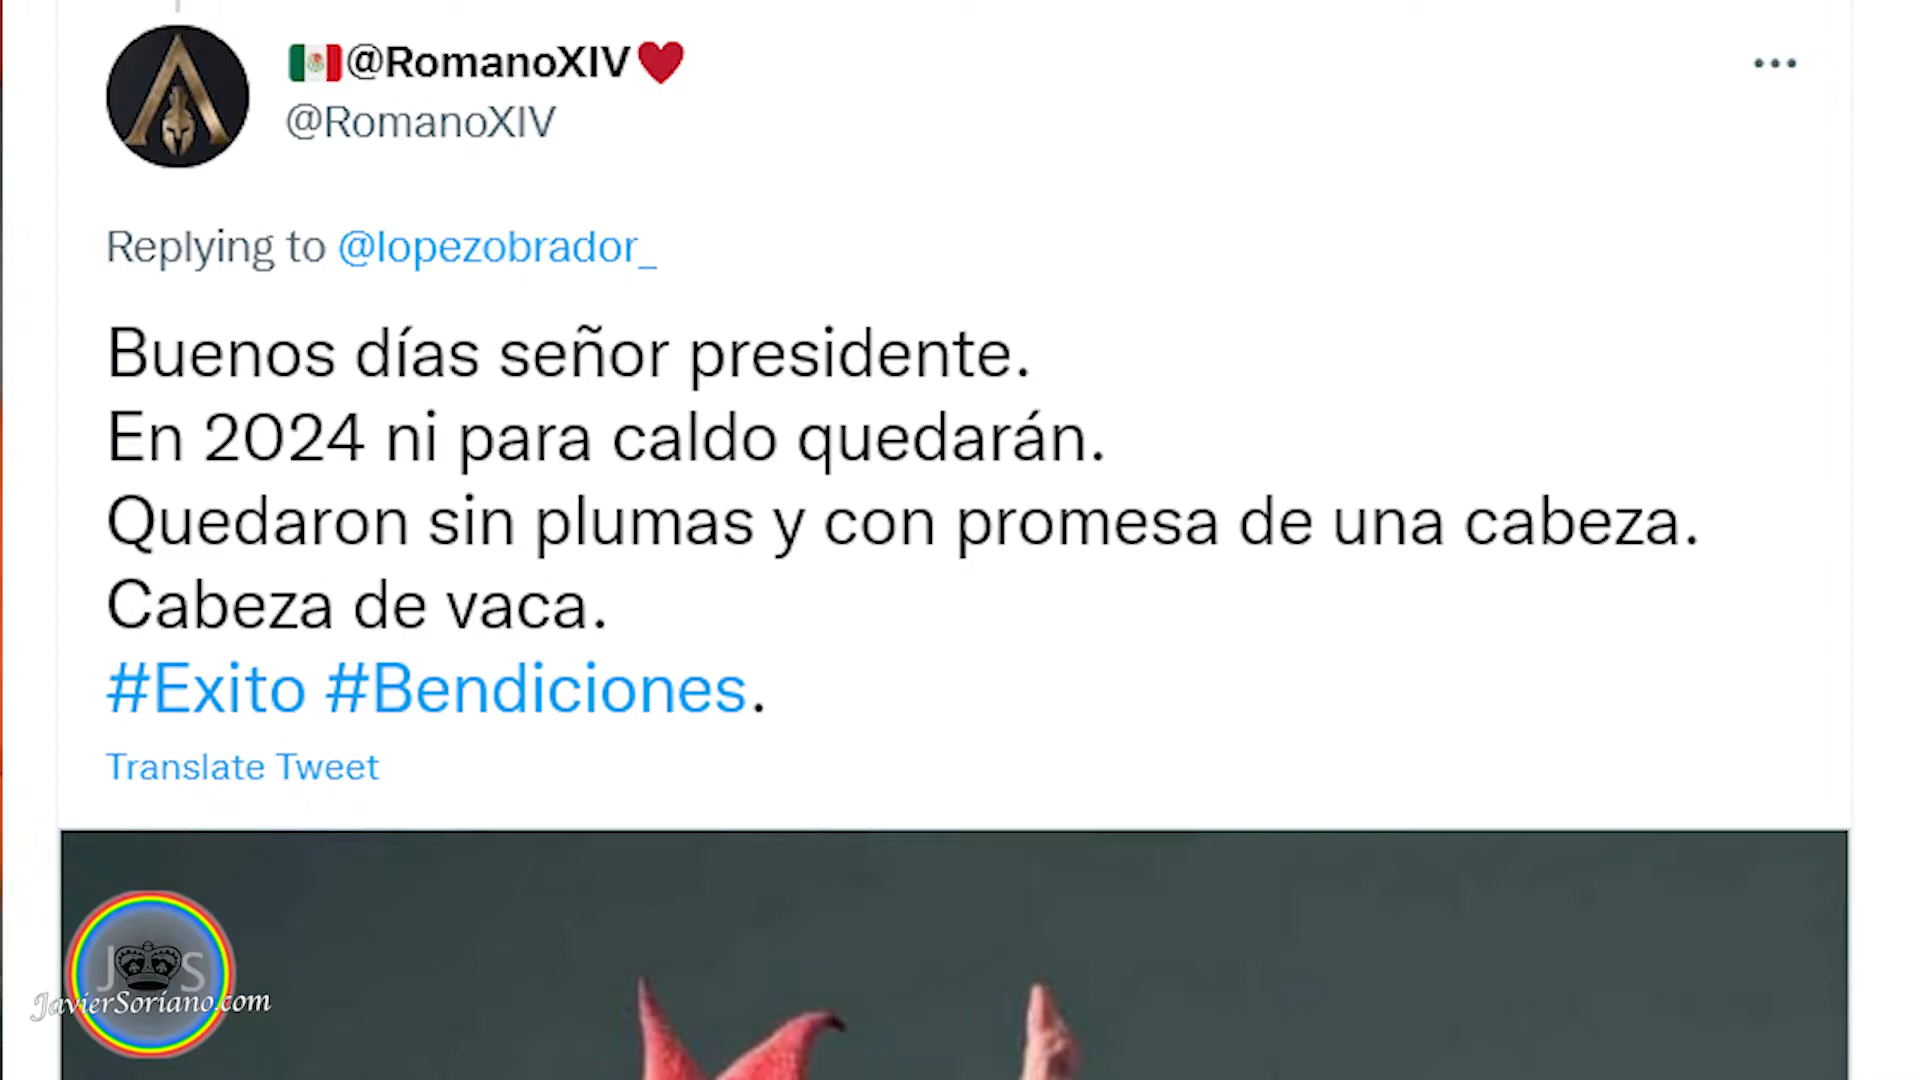 @RomanoXIV
@RomanoXIV
Replying to @lopezobrador_
Buenos días señor presidente.
En 2024 ni para caldo quedarán.
Quedaron sin plumas y con promesa de una cabeza.
Cabeza de vaca.
#Exito #Bendiciones.
Translate Tweet
J S
JavierSoriano.com